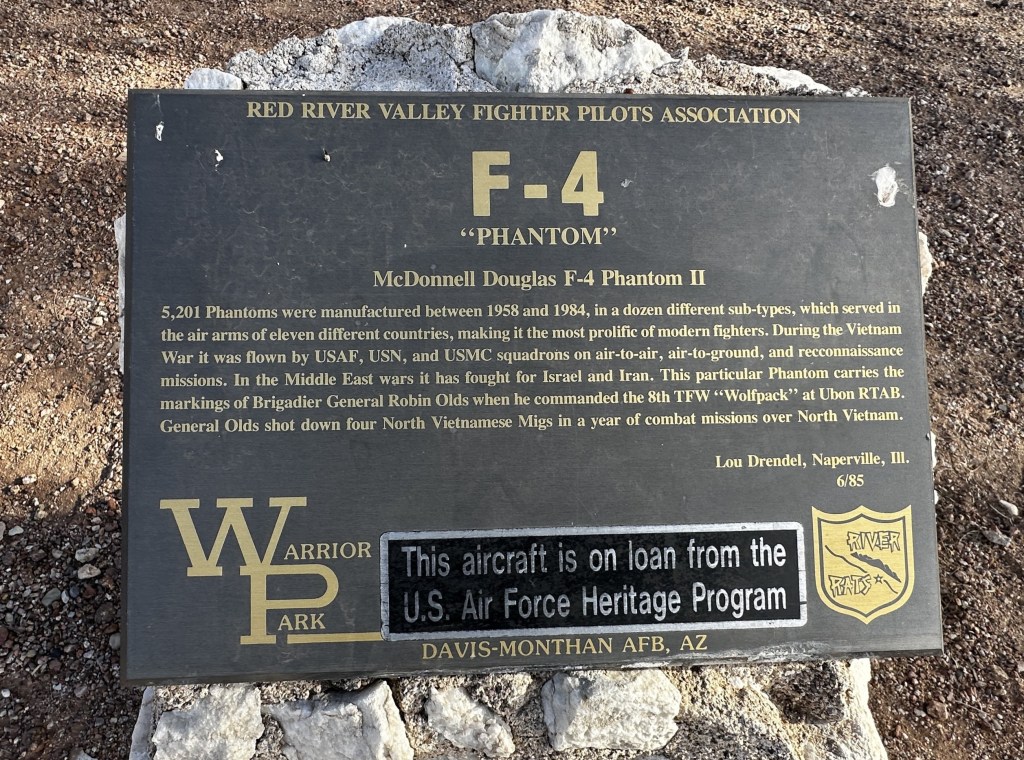 RED RIVER VALLEY FIGHTER PILOTS ASSOCIATION
F-4
“PHANTOM”
McDonnell Douglas F-4 Phantom II
5,201 Phantoms were manufactured between 1958 and 1984, in a dozen different sub-types, which served in
the air arms of eleven different countries, making it the most prolific of modern fighters. During the Vietnam
War it was flown by USAF, USN, and USMC squadrons on air-to-air, air-to-ground, and recconnaissance
missions. In the Middle East wars it has fought for Israel and Iran. This particular Phantom carries the
markings of Brigadier General Robin Olds when he commanded the 8th TFW “Wolfpack” at Ubon RTAB.
General Olds shot down four North Vietnamese Migs in a year of combat missions over North Vietnam.
Lou Drendel, Naperville, Ill.
6/85
WARRIOR
PARK
This aircraft is on loan from the
U.S. Air Force Heritage Program
RIVER
RATS
DAVIS-MONTHAN AFB, AZ